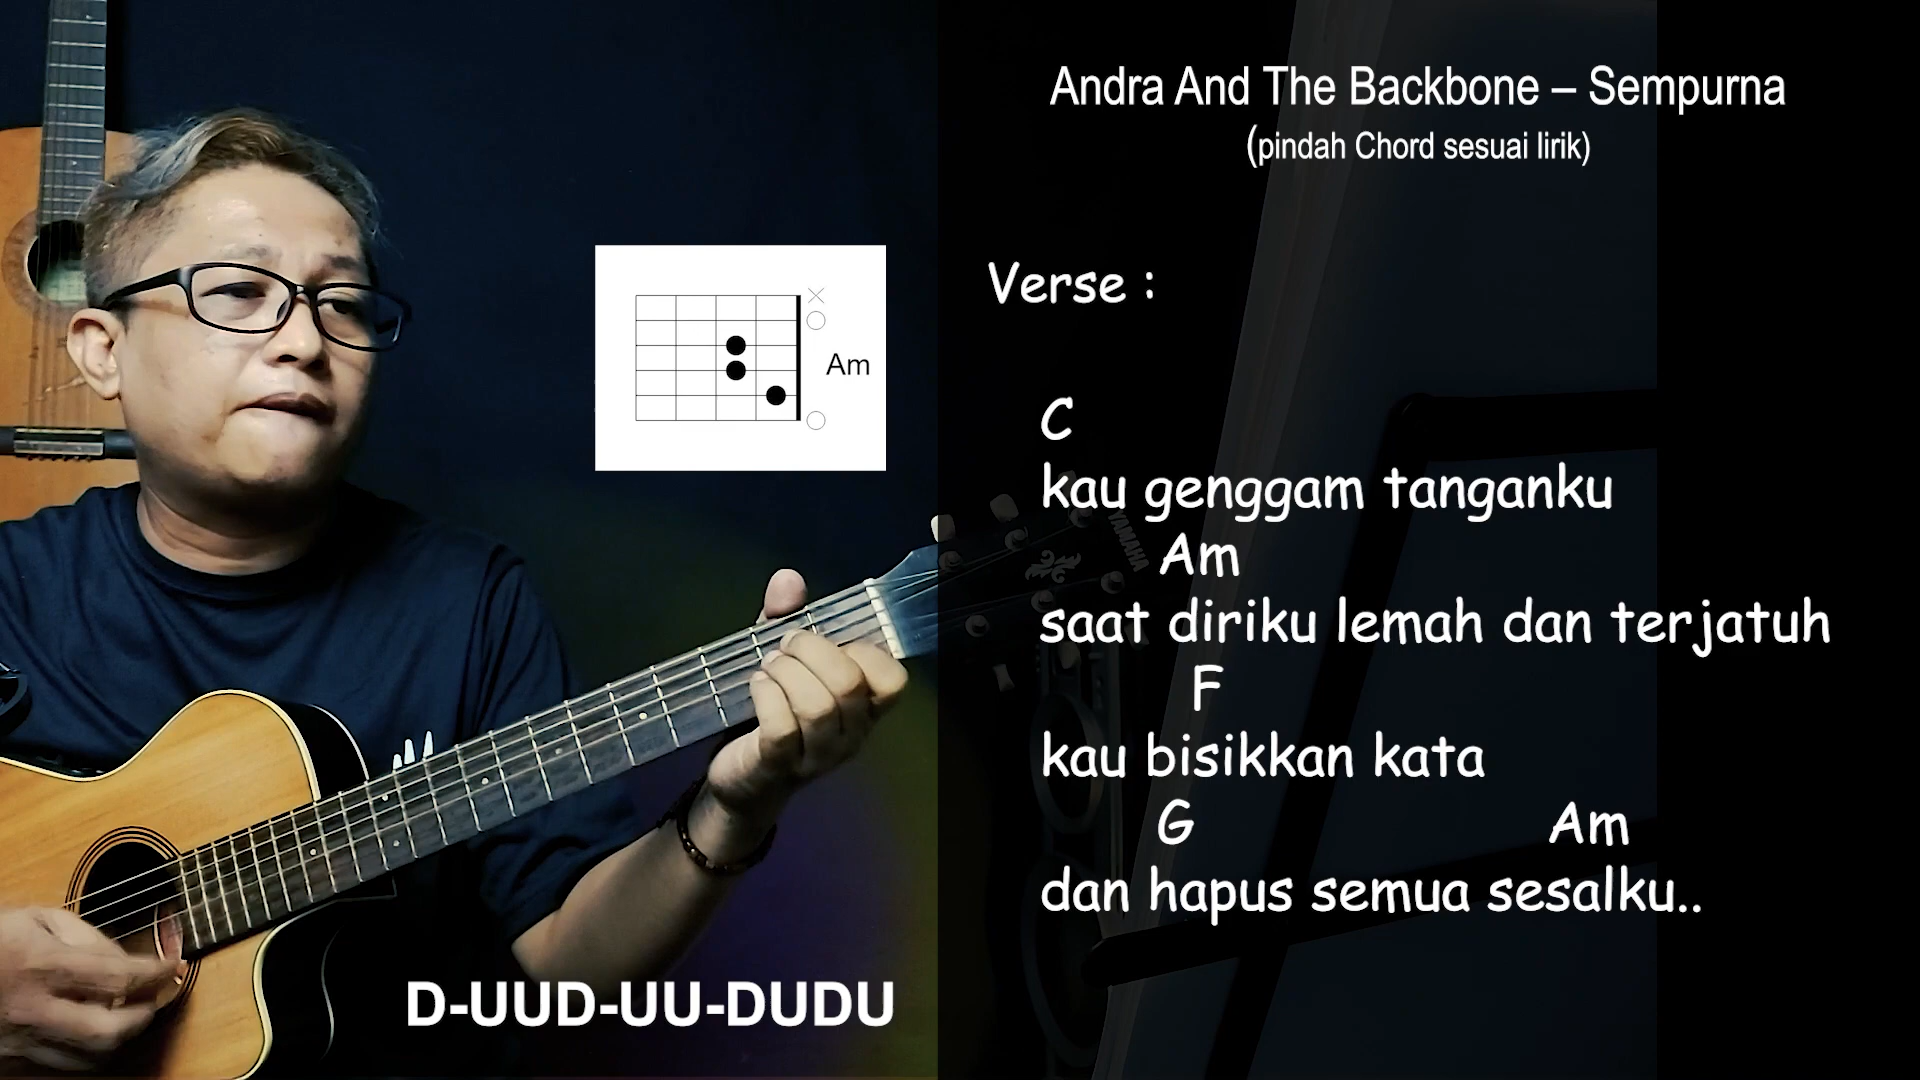 Andra And The Backbone – Sempurna
(pindah Chord sesuai lirik)
Verse :
Am
C
kau genggam tanganku
Am
saat diriku lemah dan terjatuh
F
kau bisikkan kata
G Am
dan hapus semua sesalku..
YAMAHA
D-UUD-UU-DUDU